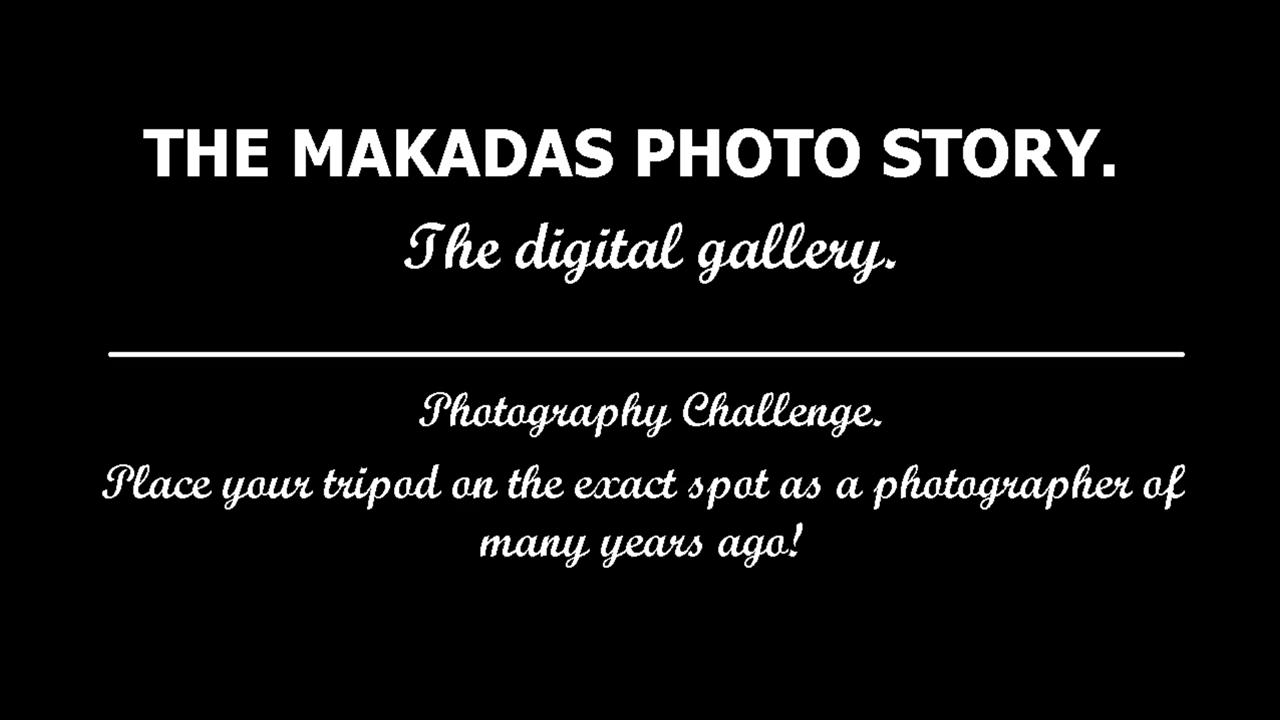 THE MAKADAS PHOTO STORY.
The digital gallery.
Photography Challenge.
Place your tripod on the exact spot as a photographer of
many years ago!